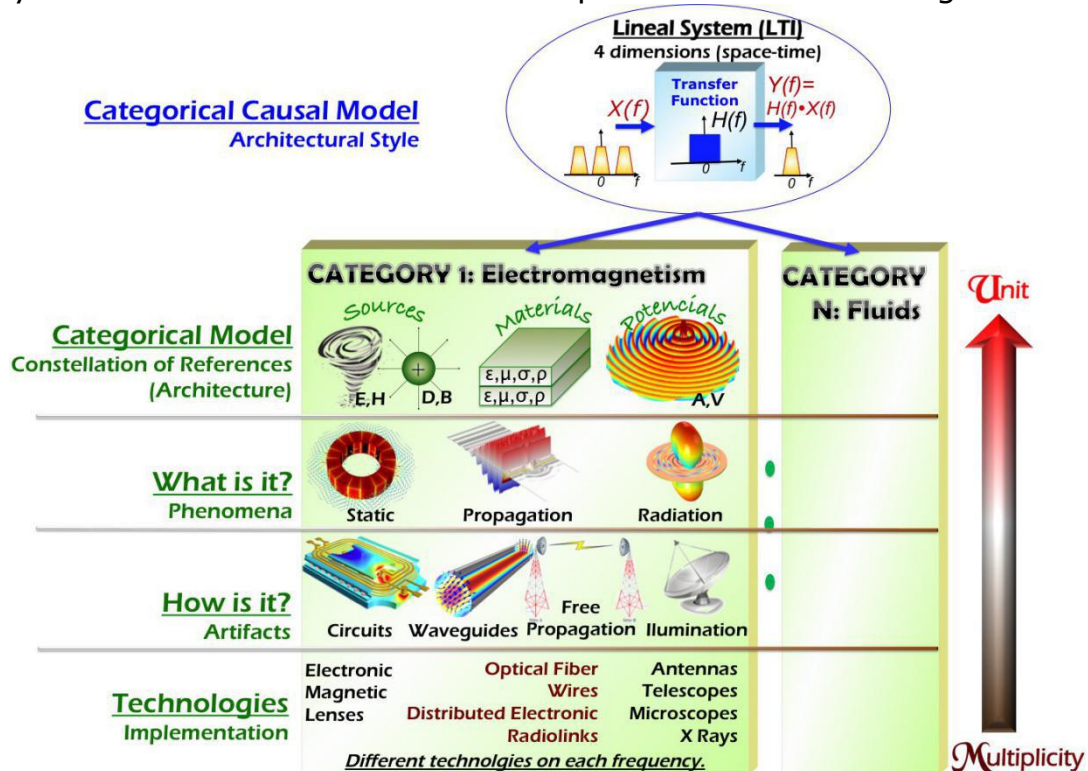 Lineal System (LTI)
4 dimensions (space-time)
Transfer
Function
X(f)
H(f)
Y(f)=
H(f)•X(f)
0 f
0 f
0 f
Categorical Causal Model
Architectural Style
CATEGORY 1: Electromagnetism
CATEGORY
N: Fluids
Unit
Sources
Materials
Potencials
Categorical Model
Constellation of References
(Architecture)
+
E,H
D,B
ε,μ,σ,ρ
ε,μ,σ,ρ
A,V
What is it?
Phenomena
Static
Propagation
Radiation
How is it?
Artifacts
Circuits
Waveguides
Free
Propagation
Ilumination
Technologies
Implementation
Electronic
Magnetic
Lenses
Optical Fiber
Wires
Distributed Electronic
Radiolinks
Antennas
Telescopes
Microscopes
X Rays
Different technolgies on each frequency.
Multiplicity